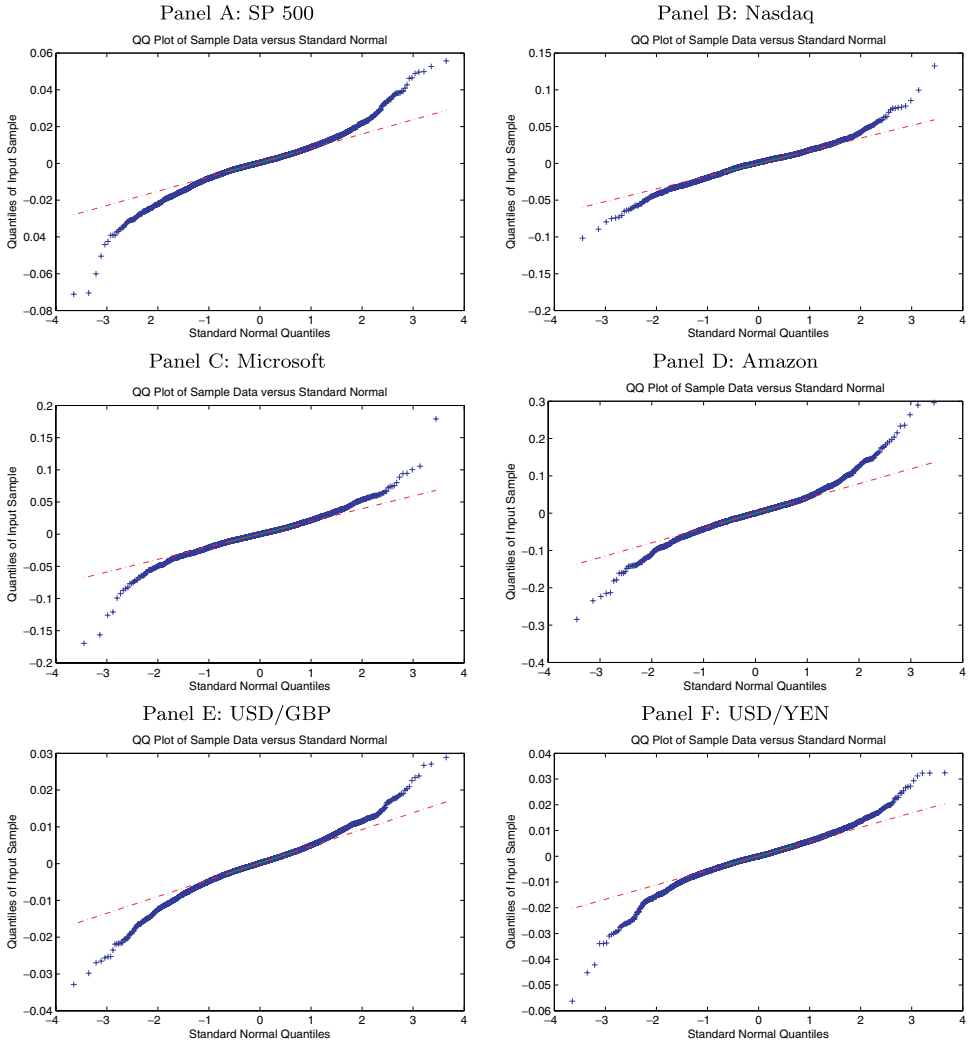 Panel A: SP 500
QQ Plot of Sample Data versus Standard Normal
Quantiles of Input Sample
0.06
0.04
0.02
0
−0.02
0.04
−0.06
−0.08
−4 −3 2 −1 0 1 2 3 4
Standard Normal Quantiles
Panel B: Nasdaq
QQ Plot of Sample Data versus Standard Normal
Quantiles of Input Sample
0.15
0.1
0.05
0
−0.05
−0.1
−0.15
−0.2
−4 −3 2 −1 0 1 2 3 4
Standard Normal Quantiles
Panel C: Microsoft
QQ Plot of Sample Data versus Standard Normal
Quantiles of Input Sample
0.2
0.15
0.1
0.05
0
−0.05
−0.1
−0.15
−0.2
−4 −3 −2 −1 0 1 2 3 4
Standard Normal Quantiles
Panel D: Amazon
QQ Plot of Sample Data versus Standard Normal
Quantiles of Input Sample
0.3
0.2
0.1
0
−0.1
−0.2
−0.3
−0.4
−4 −3 −2 −1 0 1 2 3 4
Standard Normal Quantiles
Panel E: USD/GBP
QQ Plot of Sample Data versus Standard Normal
Quantiles of Input Sample
0.03
0.02
0.01
0
−0.01
−0.02
−0.03
−0.04
−4 −3 −2 −1 0 1 2 3 4
Standard Normal Quantiles
Panel F: USD/YEN
QQ Plot of Sample Data versus Standard Normal
Quantiles of Input Sample
0.04
0.03
0.02
0.01
0
−0.01
−0.02
−0.03
−0.04
−0.05
−0.06
−4 −3 −2 −1 0 1 2 3 4
Standard Normal Quantiles